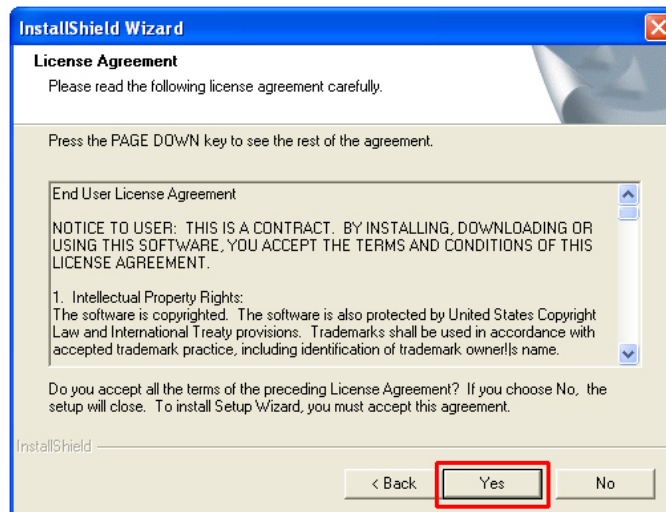 InstallShield Wizard
License Agreement
Please read the following license agreement carefully.
Press the PAGE DOWN key to see the rest of the agreement.
End User License Agreement
NOTICE TO USER:  THIS IS A CONTRACT.  BY INSTALLING, DOWNLOADING OR
USING THIS SOFTWARE, YOU ACCEPT THE TERMS AND CONDITIONS OF THIS
LICENSE AGREEMENT.
1.  Intellectual Property Rights:
The software is copyrighted.  The software is also protected by United States Copyright
Law and International Treaty provisions.  Trademarks shall be used in accordance with
accepted trademark practice, including identification of trademark owner!|s name.
Do you accept all the terms of the preceding License Agreement?  If you choose No,  the
setup will close.  To install Setup Wizard, you must accept this agreement.
InstallShield
< Back
Yes
No